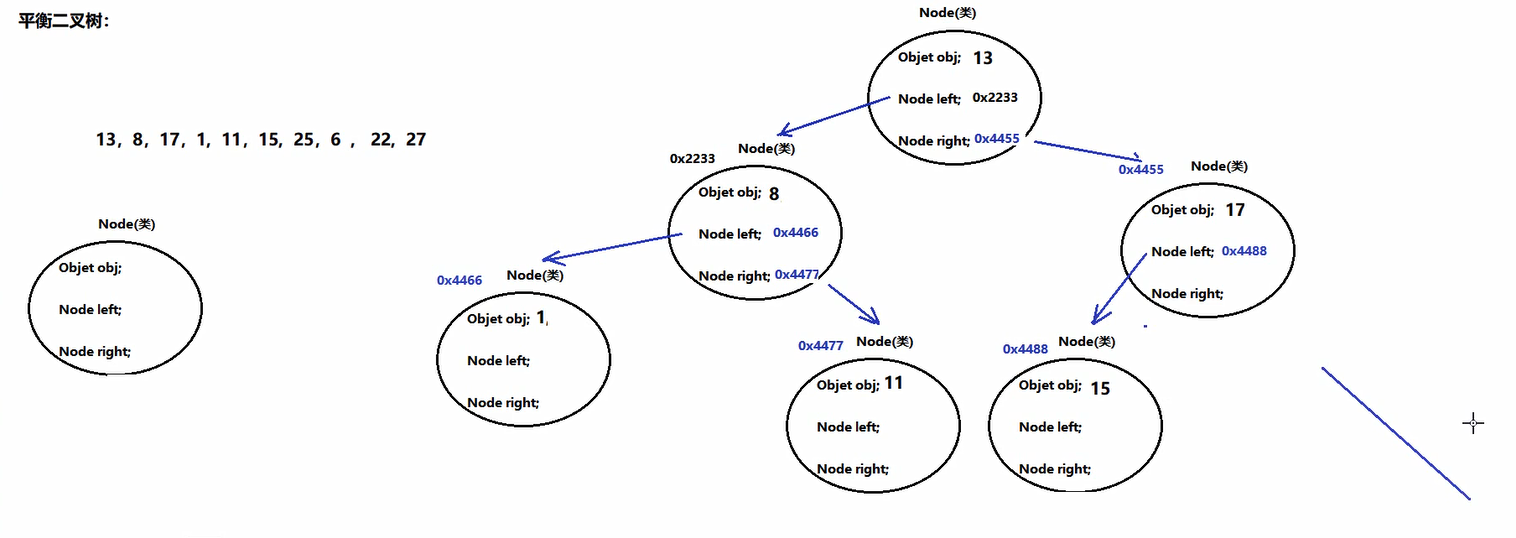 平衡二叉树:
13, 8, 17, 1, 11, 15, 25, 6 , 22, 27
Node(类)
Objet obj;
Node left;
Node right;
Node(类)
Objet obj; 13
Node left; 0x2233
Node right; 0x4455
0x2233
Node(类)
Objet obj; 8
Node left; 0x4466
Node right; 0x4477
0x4455
Node(类)
Objet obj; 17
Node left; 0x4488
Node right;
0x4466
Node(类)
Objet obj; 1,
Node left;
Node right;
0x4477
Node(类)
Objet obj; 11
Node left;
Node right;
0x4488
Node(类)
Objet obj; 15
Node left;
Node right;